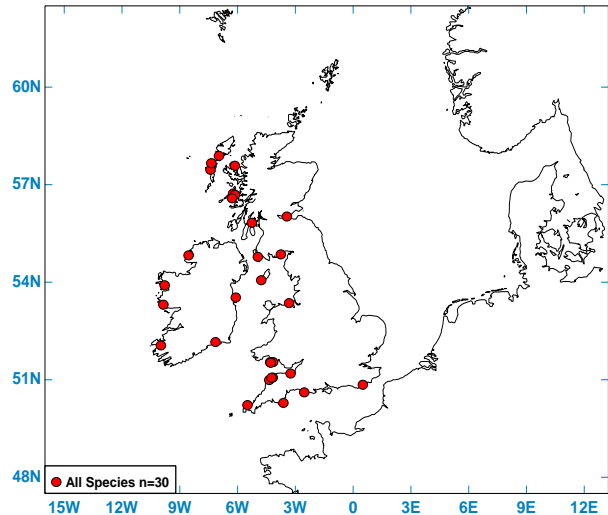 60N
57N
54N
51N
48N
All Species n=30
15W 12W 9W 6W 3W 0 3E 6E 9E 12E